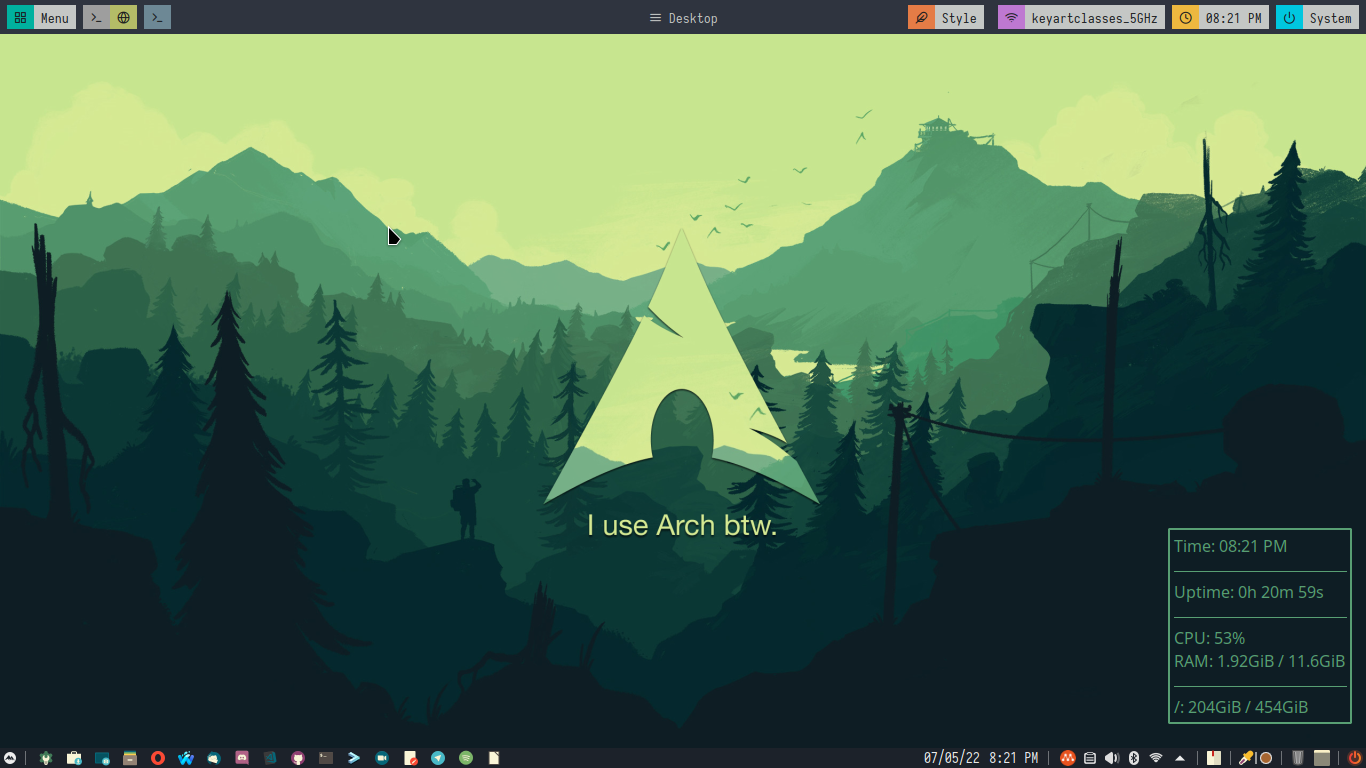 Menu
Desktop
Style
keyartclasses_5GHz
08:21 PM
System
I use Arch btw.
Time: 08:21 PM
Uptime: 0h 20m 59s
CPU: 53%
RAM: 1.92GiB / 11.6GiB
/: 204GiB / 454GiB
07/05/22 8:21 PM